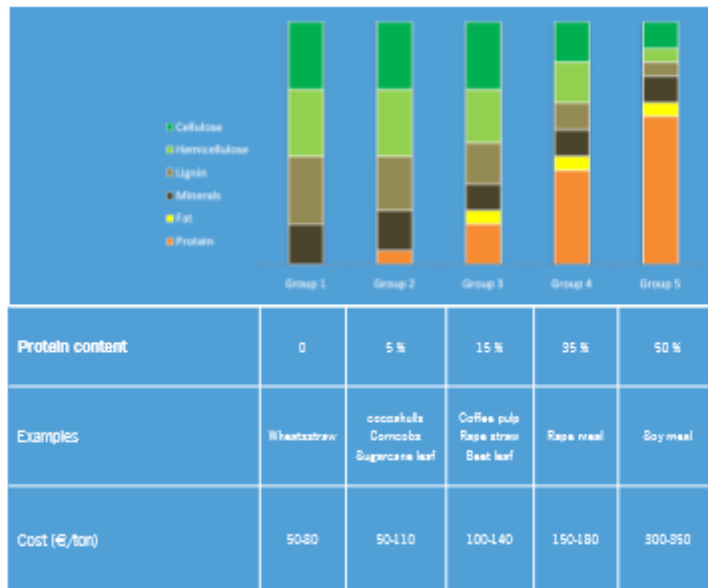 Cellulose
Hemicellulose
Lignin
Minerals
Fat
Protein
Group 1 Group 2 Group 3 Group 4 Group 5
Protein content 0 5 % 15 % 35 % 50 %
Examples
Wheatstraw
cocoahulls
Corncobs
Sugarcane leaf
Coffee pulp
Rape straw
Beet leaf
Rape meal
Soy meal
Cost (€/ton) 50-80 50-110 100-140 150-180 300-350